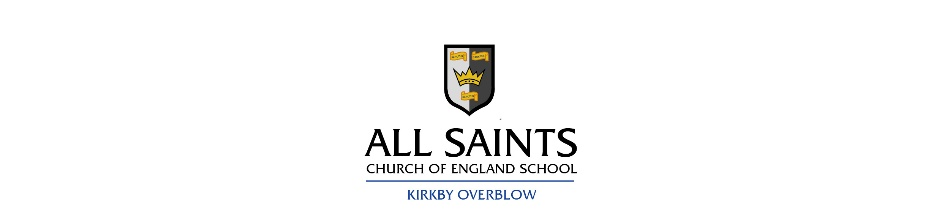 ALL SAINTS
CHURCH OF ENGLAND SCHOOL
KIRKBY OVERBLOW